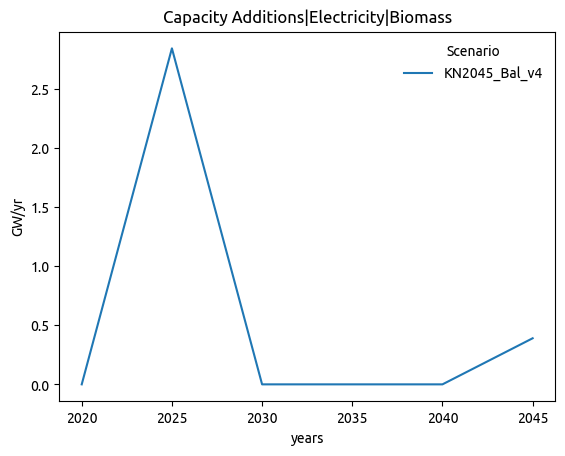 Capacity Additions|Electricity|Biomass
Scenario
KN2045_Bal_v4
GW/yr
2.5
2.0
1.5
1.0
0.5
0.0
2020 2025 2030 2035 2040 2045
years